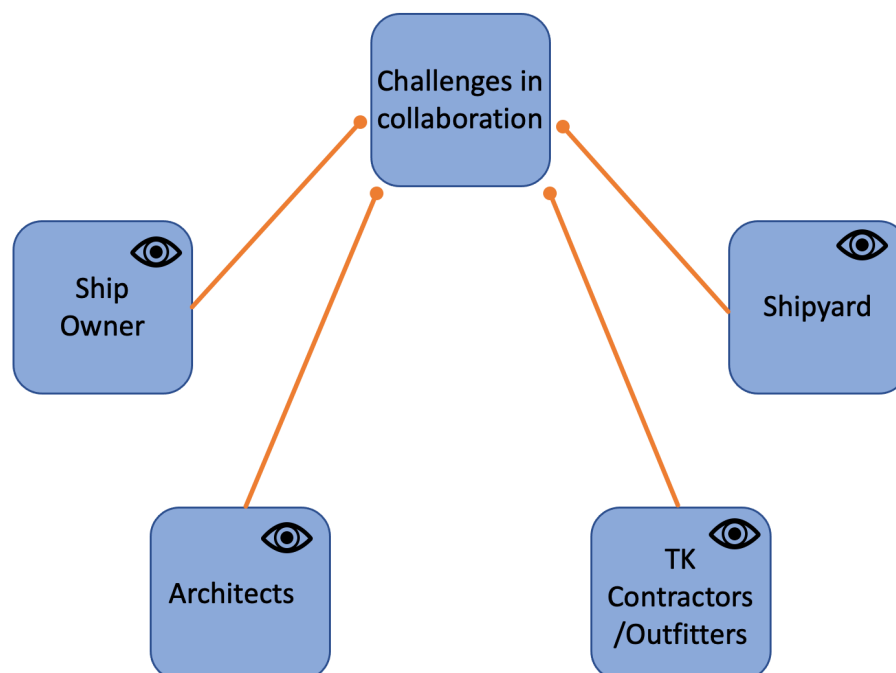 Challenges in
collaboration
Ship
Owner
Shipyard
Architects
TK
Contractors
/Outfitters